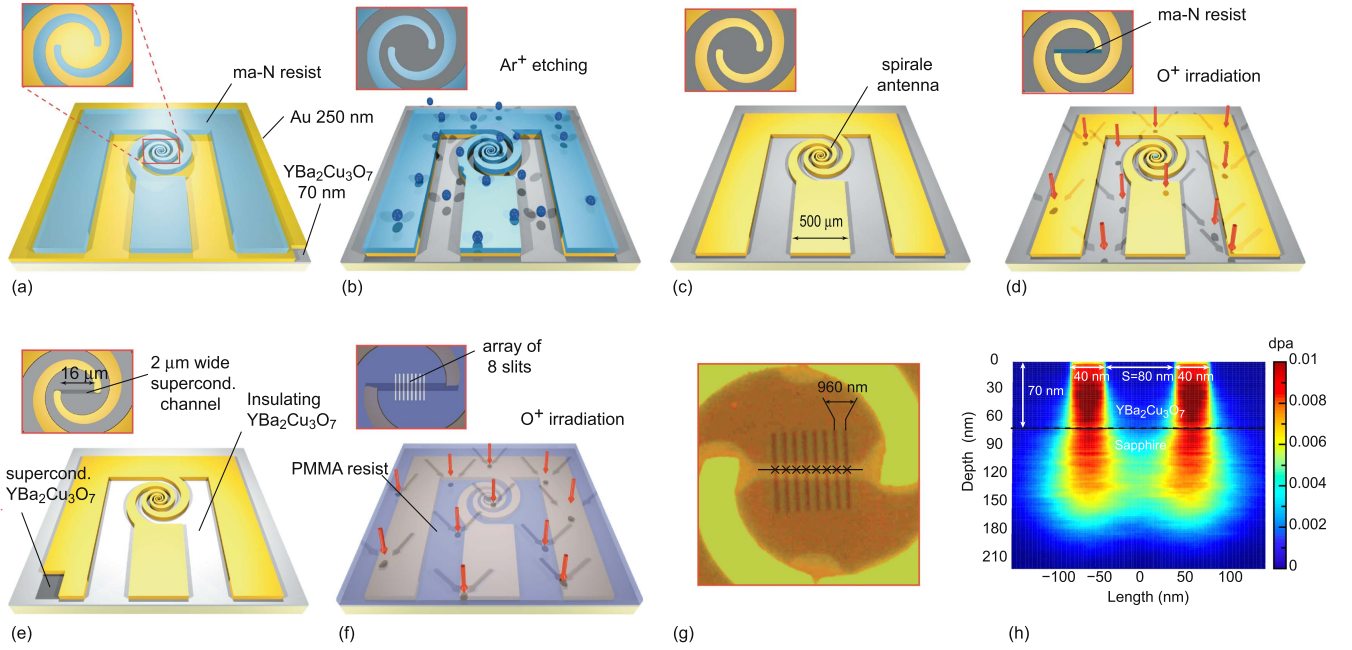 ma-N resist
Au 250 nm
YBa₂Cu₃O₇
70 nm
(a)
Ar⁺ etching
(b)
spirale
antenna
500 μm
(c)
ma-N resist
O⁺ irradiation
(d)
16 μm
2 μm wide
supercond.
channel
Insulating
YBa₂Cu₃O₇
supercond.
YBa₂Cu₃O₇
(e)
array of
8 slits
O⁺ irradiation
PMMA resist
(f)
960 nm
(g)
dpa
0
30
60
90
120
150
180
210
Depth (nm)
70 nm
40 nm
S=80 nm
40 nm
YBa₂Cu₃O₇
Sapphire
0.01
0.008
0.006
0.004
0.002
0
−100
−50
0
50
100
Length (nm)
(h)